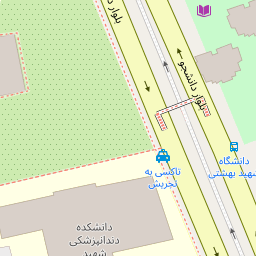 بلوار دانشجو
بلوار دانشجو
دانشگاه
شهید بهشتی
تاکسی به
تجریش
دانشکده
دندانپزشکی
شهید